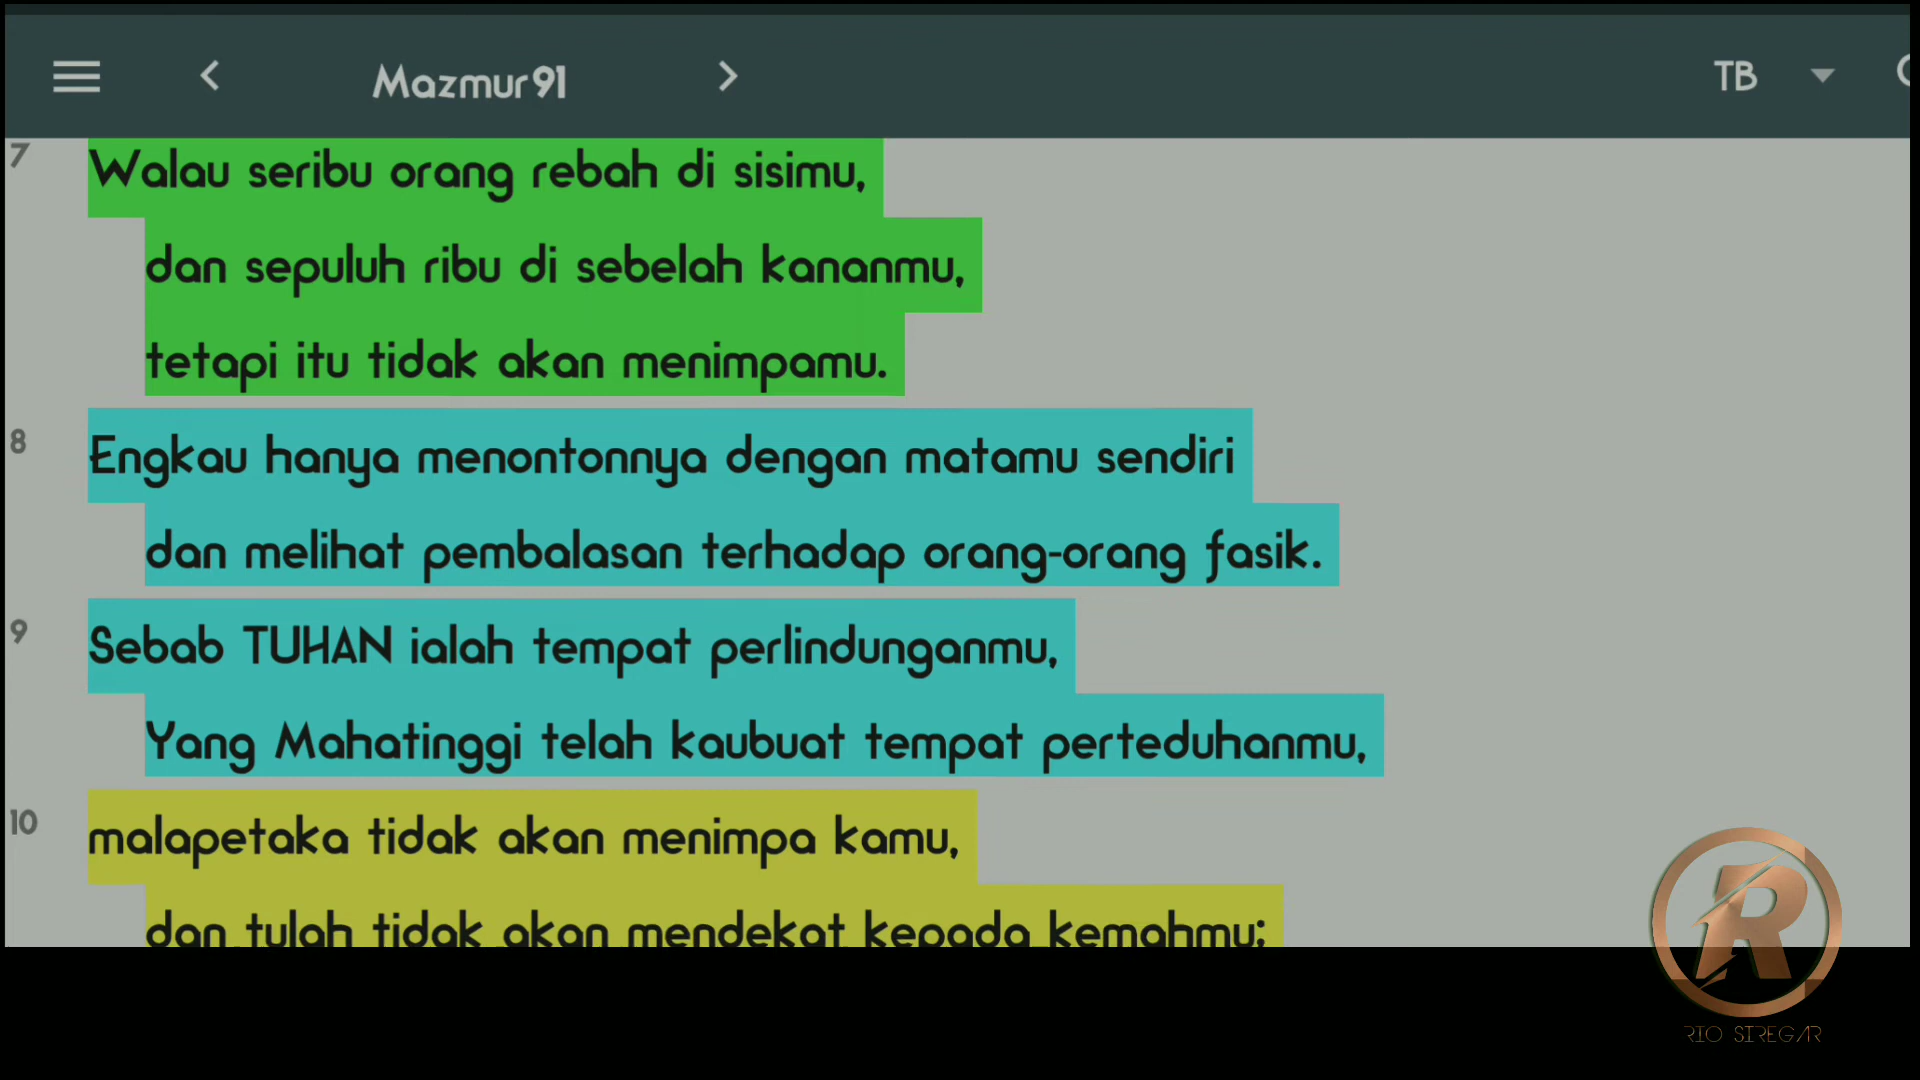 Mazmur 91 TB
7 Walau seribu orang rebah di sisimu,
dan sepuluh ribu di sebelah kananmu,
tetapi itu tidak akan menimpamu.
8 Engkau hanya menontonnya dengan matamu sendiri
dan melihat pembalasan terhadap orang-orang fasik.
9 Sebab TUHAN ialah tempat perlindunganmu,
Yang Mahatinggi telah kaubuat tempat perteduhanmu,
10 malapetaka tidak akan menimpa kamu,
dan tulah tidak akan mendekat kepada kemahmu;
R
RIO SIREGAR